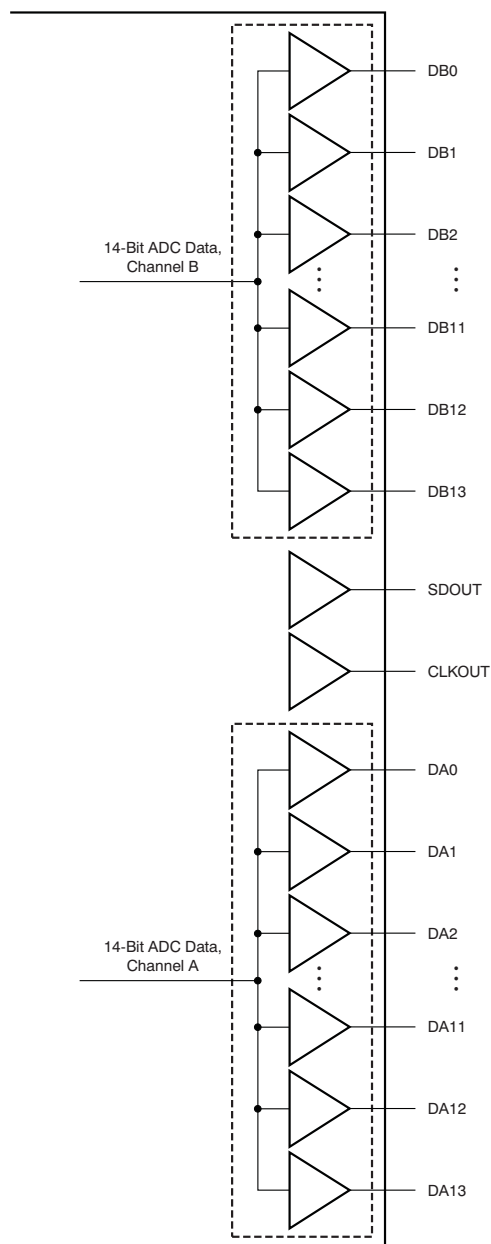 DB0
DB1
DB2
14-Bit ADC Data,
Channel B
DB11
DB12
DB13
SDOUT
CLKOUT
DA0
DA1
DA2
14-Bit ADC Data,
Channel A
DA11
DA12
DA13